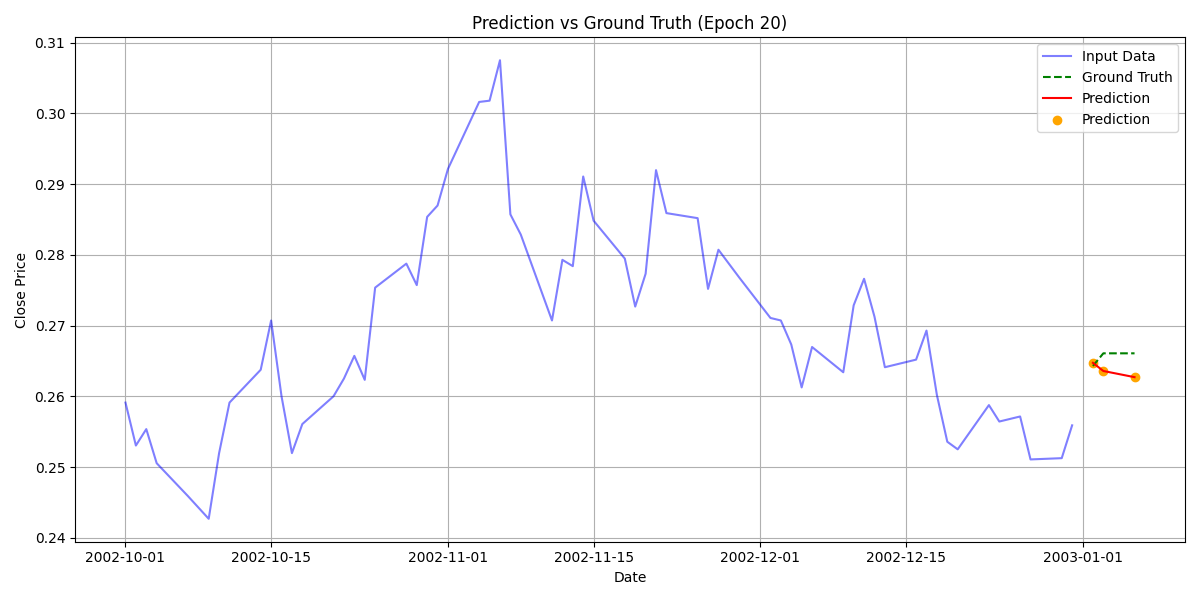 Prediction vs Ground Truth (Epoch 20)
Input Data
Ground Truth
Prediction
Prediction
Close Price
0.31
0.30
0.29
0.28
0.27
0.26
0.25
0.24
2002-10-01 2002-10-15 2002-11-01 2002-11-15 2002-12-01 2002-12-15 2003-01-01
Date